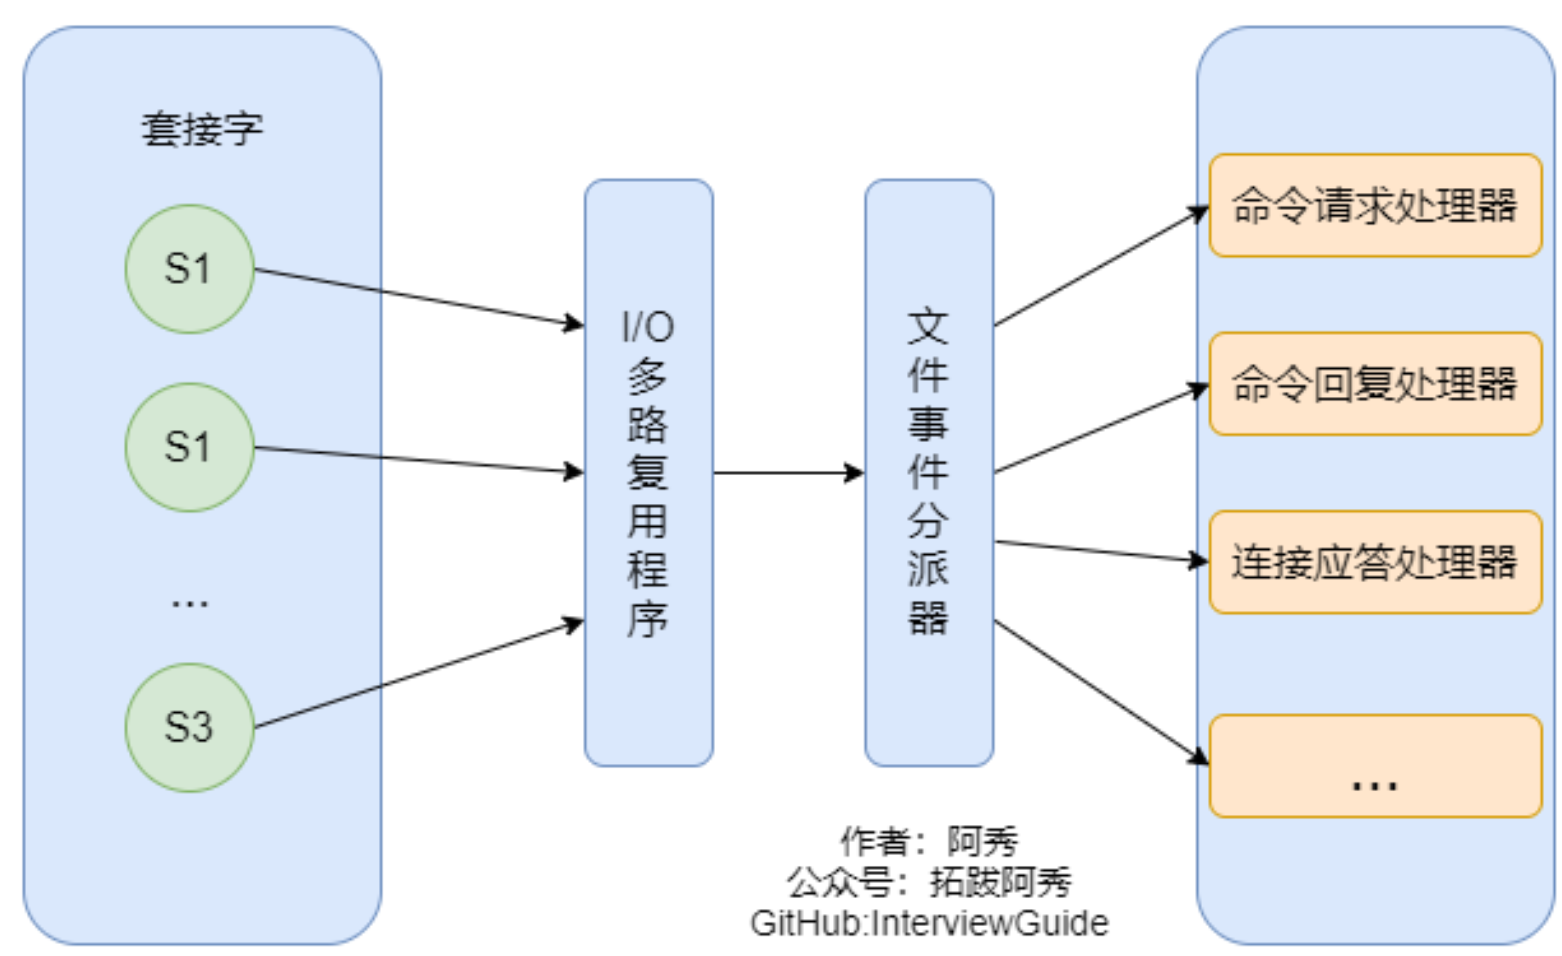 套接字
S1
S1
...
S3
I/O多路复用程序
文件事件分派器
命令请求处理器
命令回复处理器
连接应答处理器
...
作者：阿秀
公众号：拓跋阿秀
GitHub:InterviewGuide